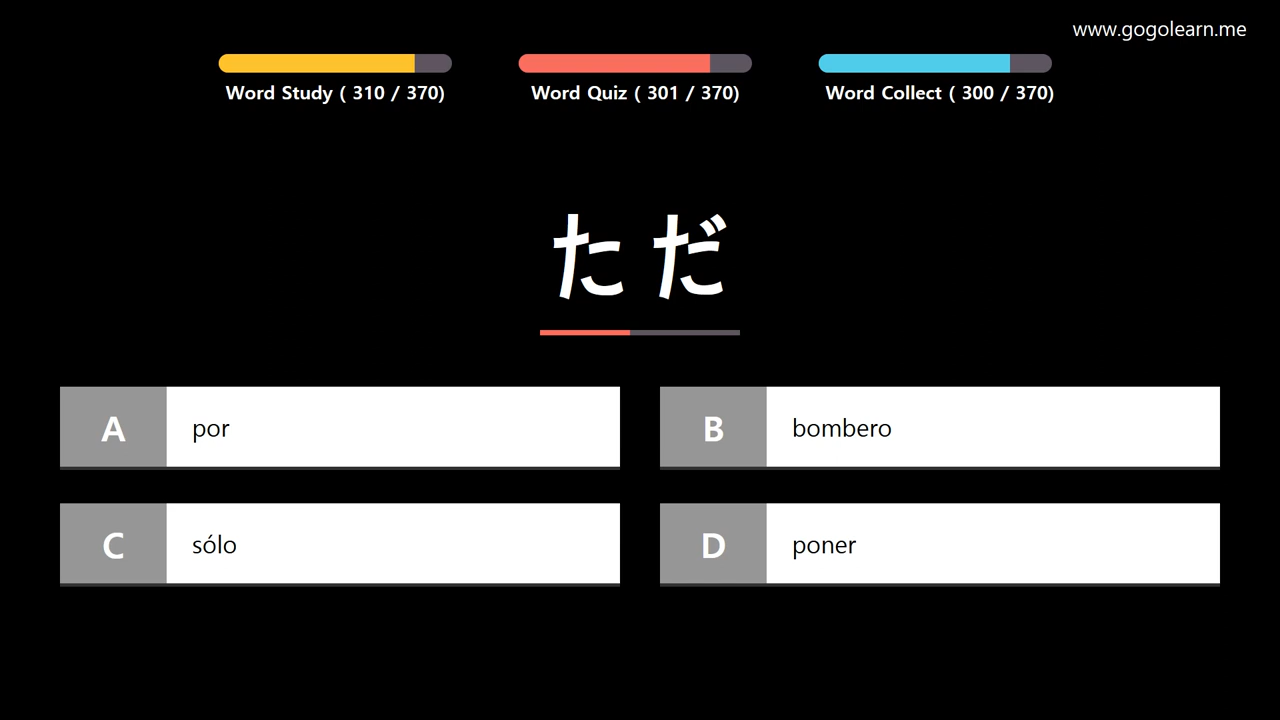 www.gogolearn.me
Word Study ( 310 / 370)
Word Quiz ( 301 / 370)
Word Collect ( 300 / 370)
ただ
A por
B bombero
C sólo
D poner